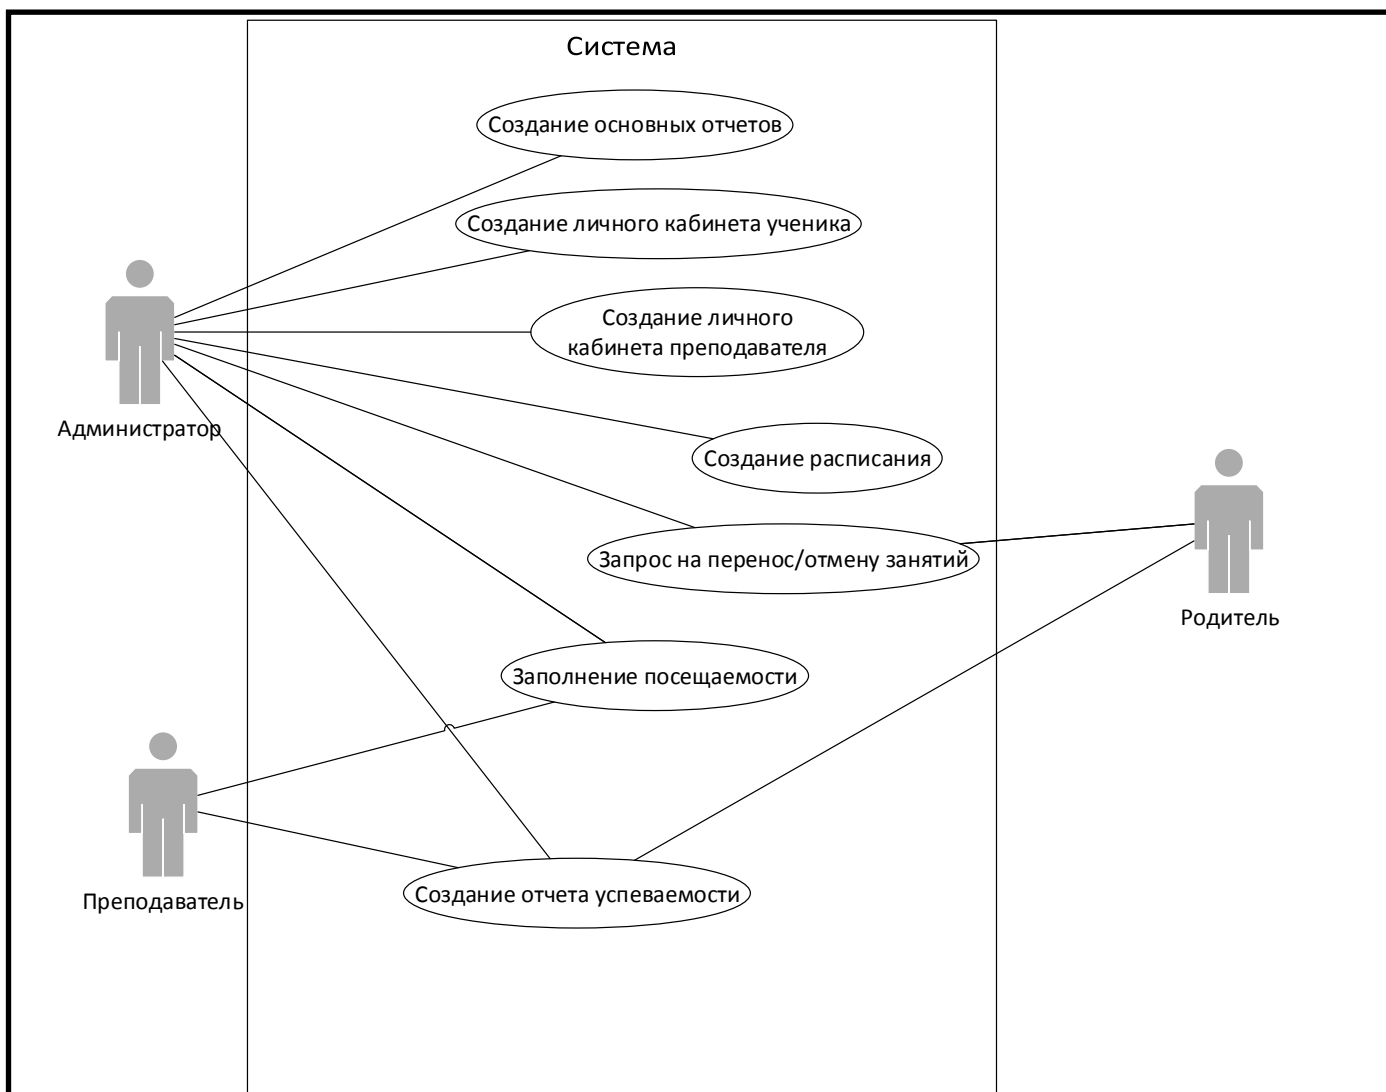 Система
Создание основных отчетов
Создание личного кабинета ученика
Создание личного
кабинета преподавателя
Администратор
Создание расписания
Запрос на перенос/отмену занятий
Родитель
Заполнение посещаемости
Преподаватель
Создание отчета успеваемости